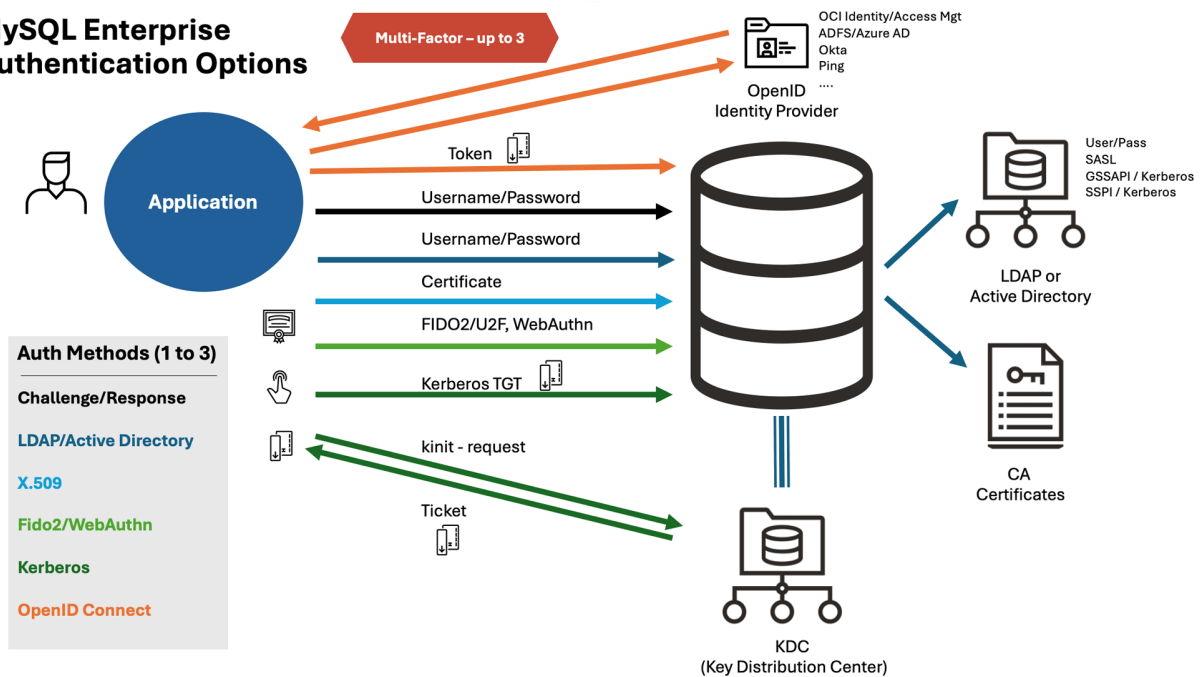 ySQL Enterprise
uthentication Options
Multi-Factor – up to 3
OCI Identity/Access Mgt
ADFS/Azure AD
Okta
Ping
....
OpenID
Identity Provider
Token
Application
Username/Password
Username/Password
Certificate
FIDO2/U2F, WebAuthn
Kerberos TGT
kinit - request
Ticket
User/Pass
SASL
GSSAPI / Kerberos
SSPI / Kerberos
LDAP or
Active Directory
CA
Certificates
KDC
(Key Distribution Center)
Auth Methods (1 to 3)
Challenge/Response
LDAP/Active Directory
X.509
Fido2/WebAuthn
Kerberos
OpenID Connect